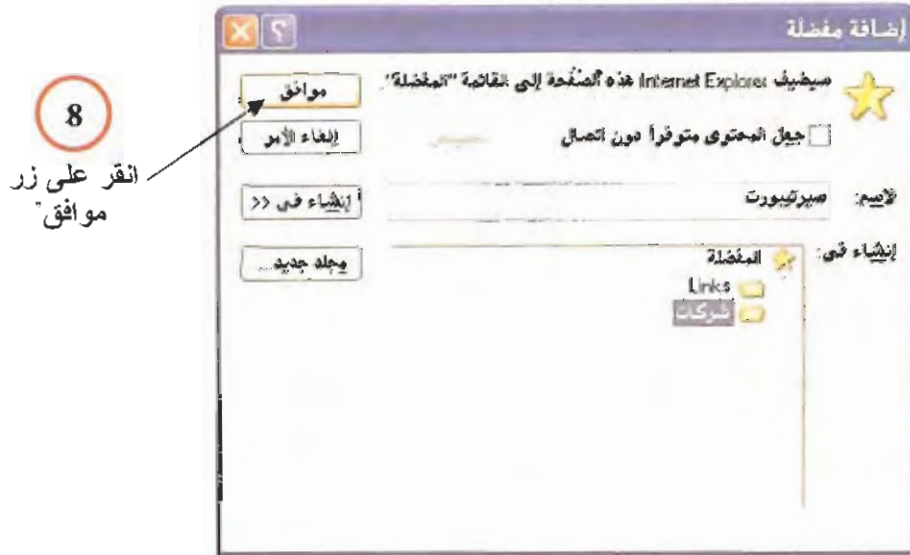 إضافة مفضلة
سيضيف Internet Explorer هذه الصفحة إلى القائمة "المفضلة".
موافق
جعل المحتوى متوفراً دون اتصال
إلغاء الأمر
الاسم:
سيرتيبورت
إنشاء في >>
إنشاء في:
المفضلة
Links
شركات
مجلد جديد...
8
انقر على زر
موافق"